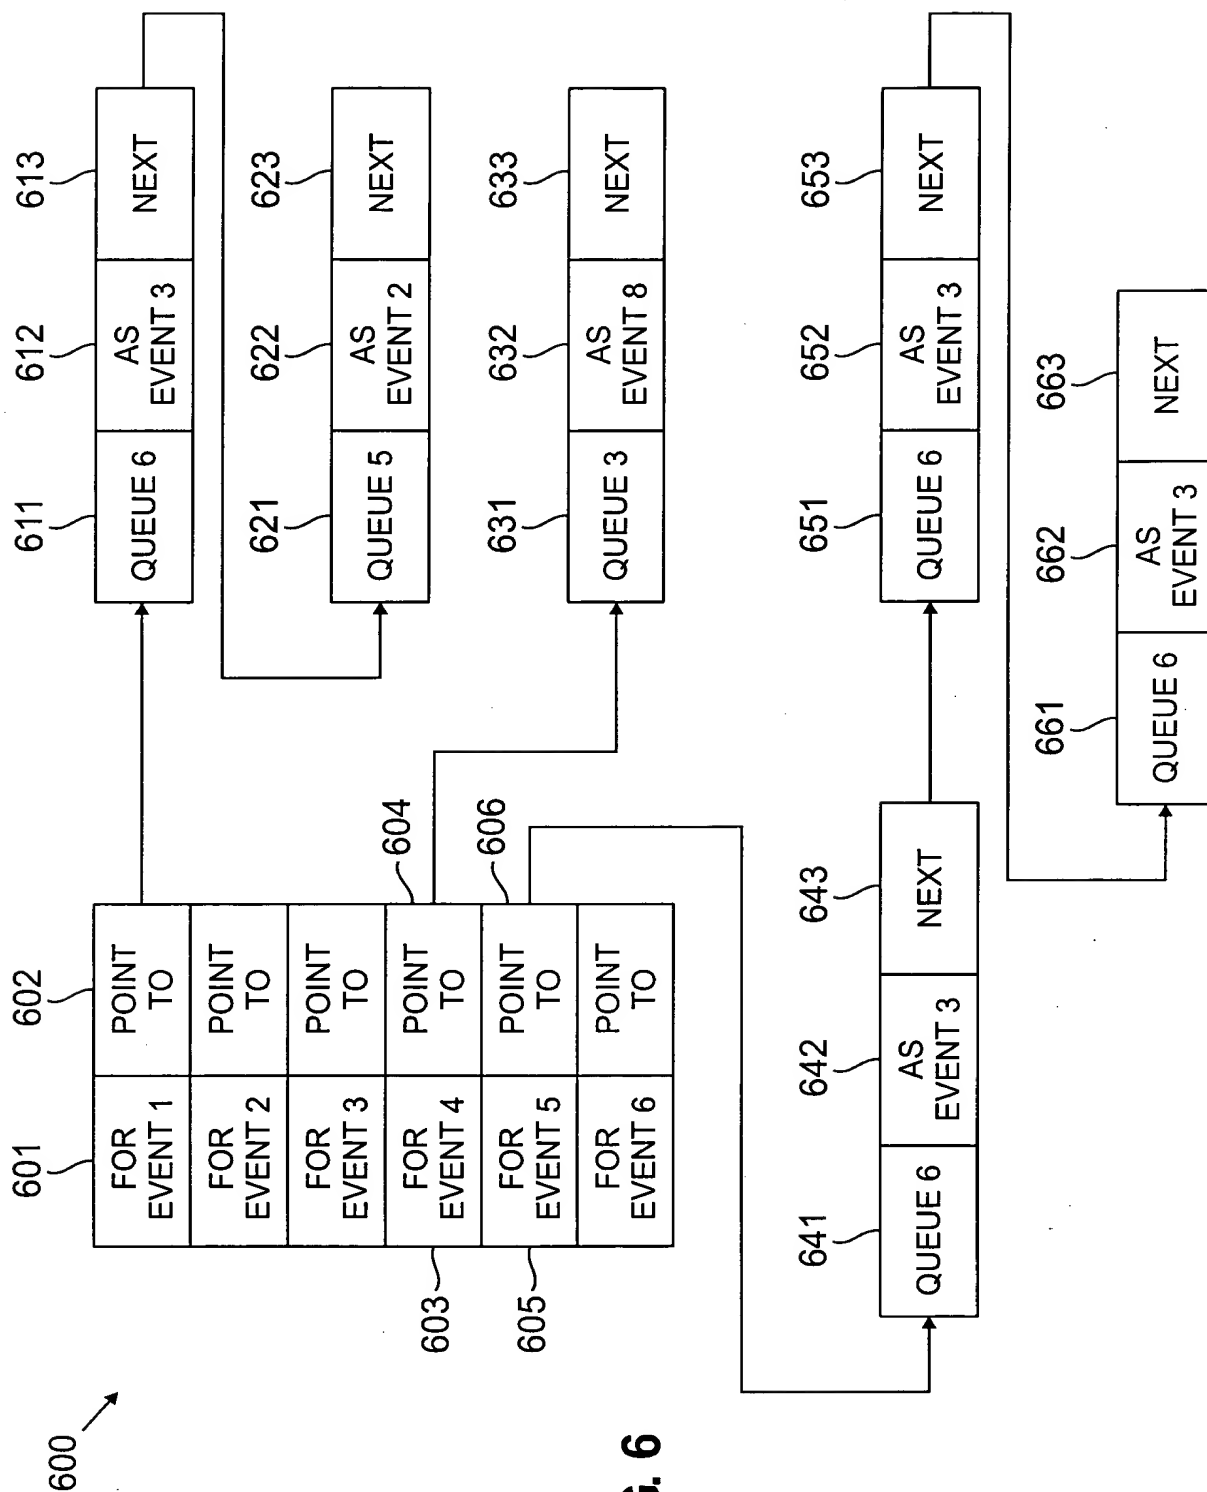 600
601
602
FOR
EVENT 1
POINT
TO
FOR
EVENT 2
POINT
TO
FOR
EVENT 3
POINT
TO
FOR
EVENT 4
POINT
TO
603
604
FOR
EVENT 5
POINT
TO
605
606
FOR
EVENT 6
POINT
TO
611
612
613
QUEUE 6
AS
EVENT 3
NEXT
621
622
623
QUEUE 5
AS
EVENT 2
NEXT
631
632
633
QUEUE 3
AS
EVENT 8
NEXT
641
642
643
QUEUE 6
AS
EVENT 3
NEXT
651
652
653
QUEUE 6
AS
EVENT 3
NEXT
661
662
663
QUEUE 6
AS
EVENT 3
NEXT
G. 6